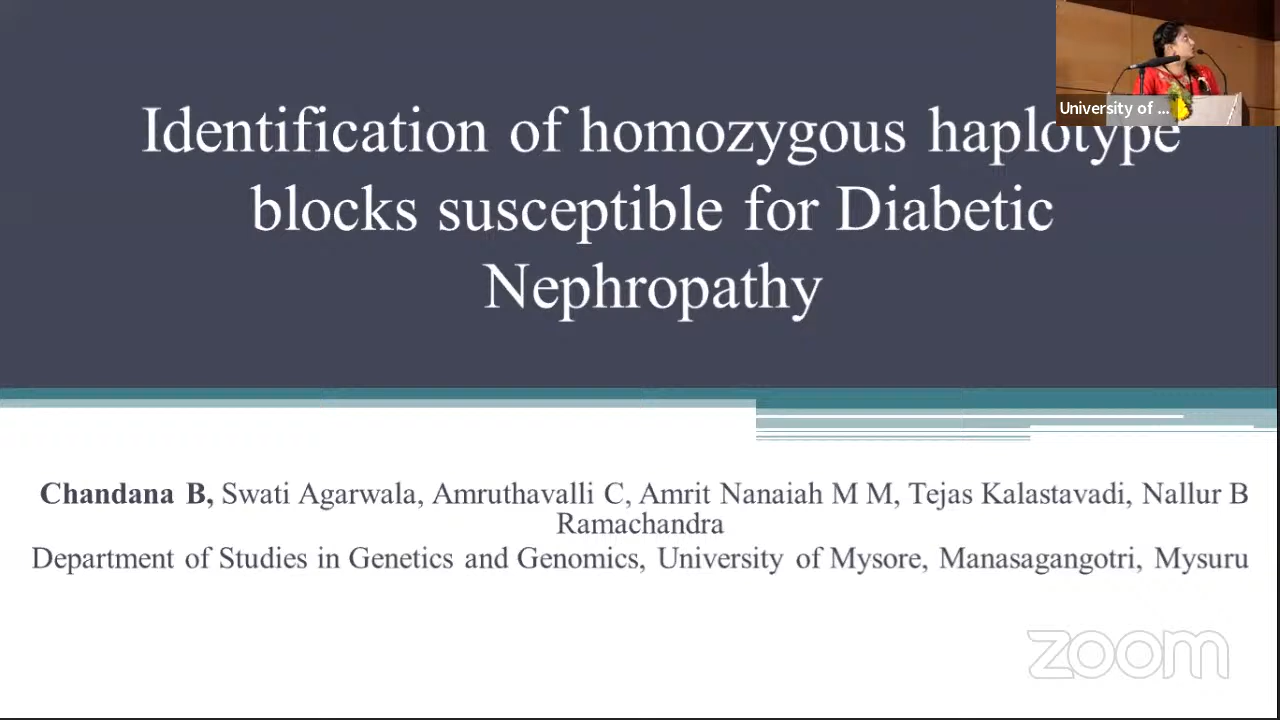 Identification of homozygous haplotype
blocks susceptible for Diabetic
Nephropathy
University of ...
Chandana B, Swati Agarwala, Amruthavalli C, Amrit Nanaiah M M, Tejas Kalastavadi, Nallur B
Ramachandra
Department of Studies in Genetics and Genomics, University of Mysore, Manasagangotri, Mysuru
zoom